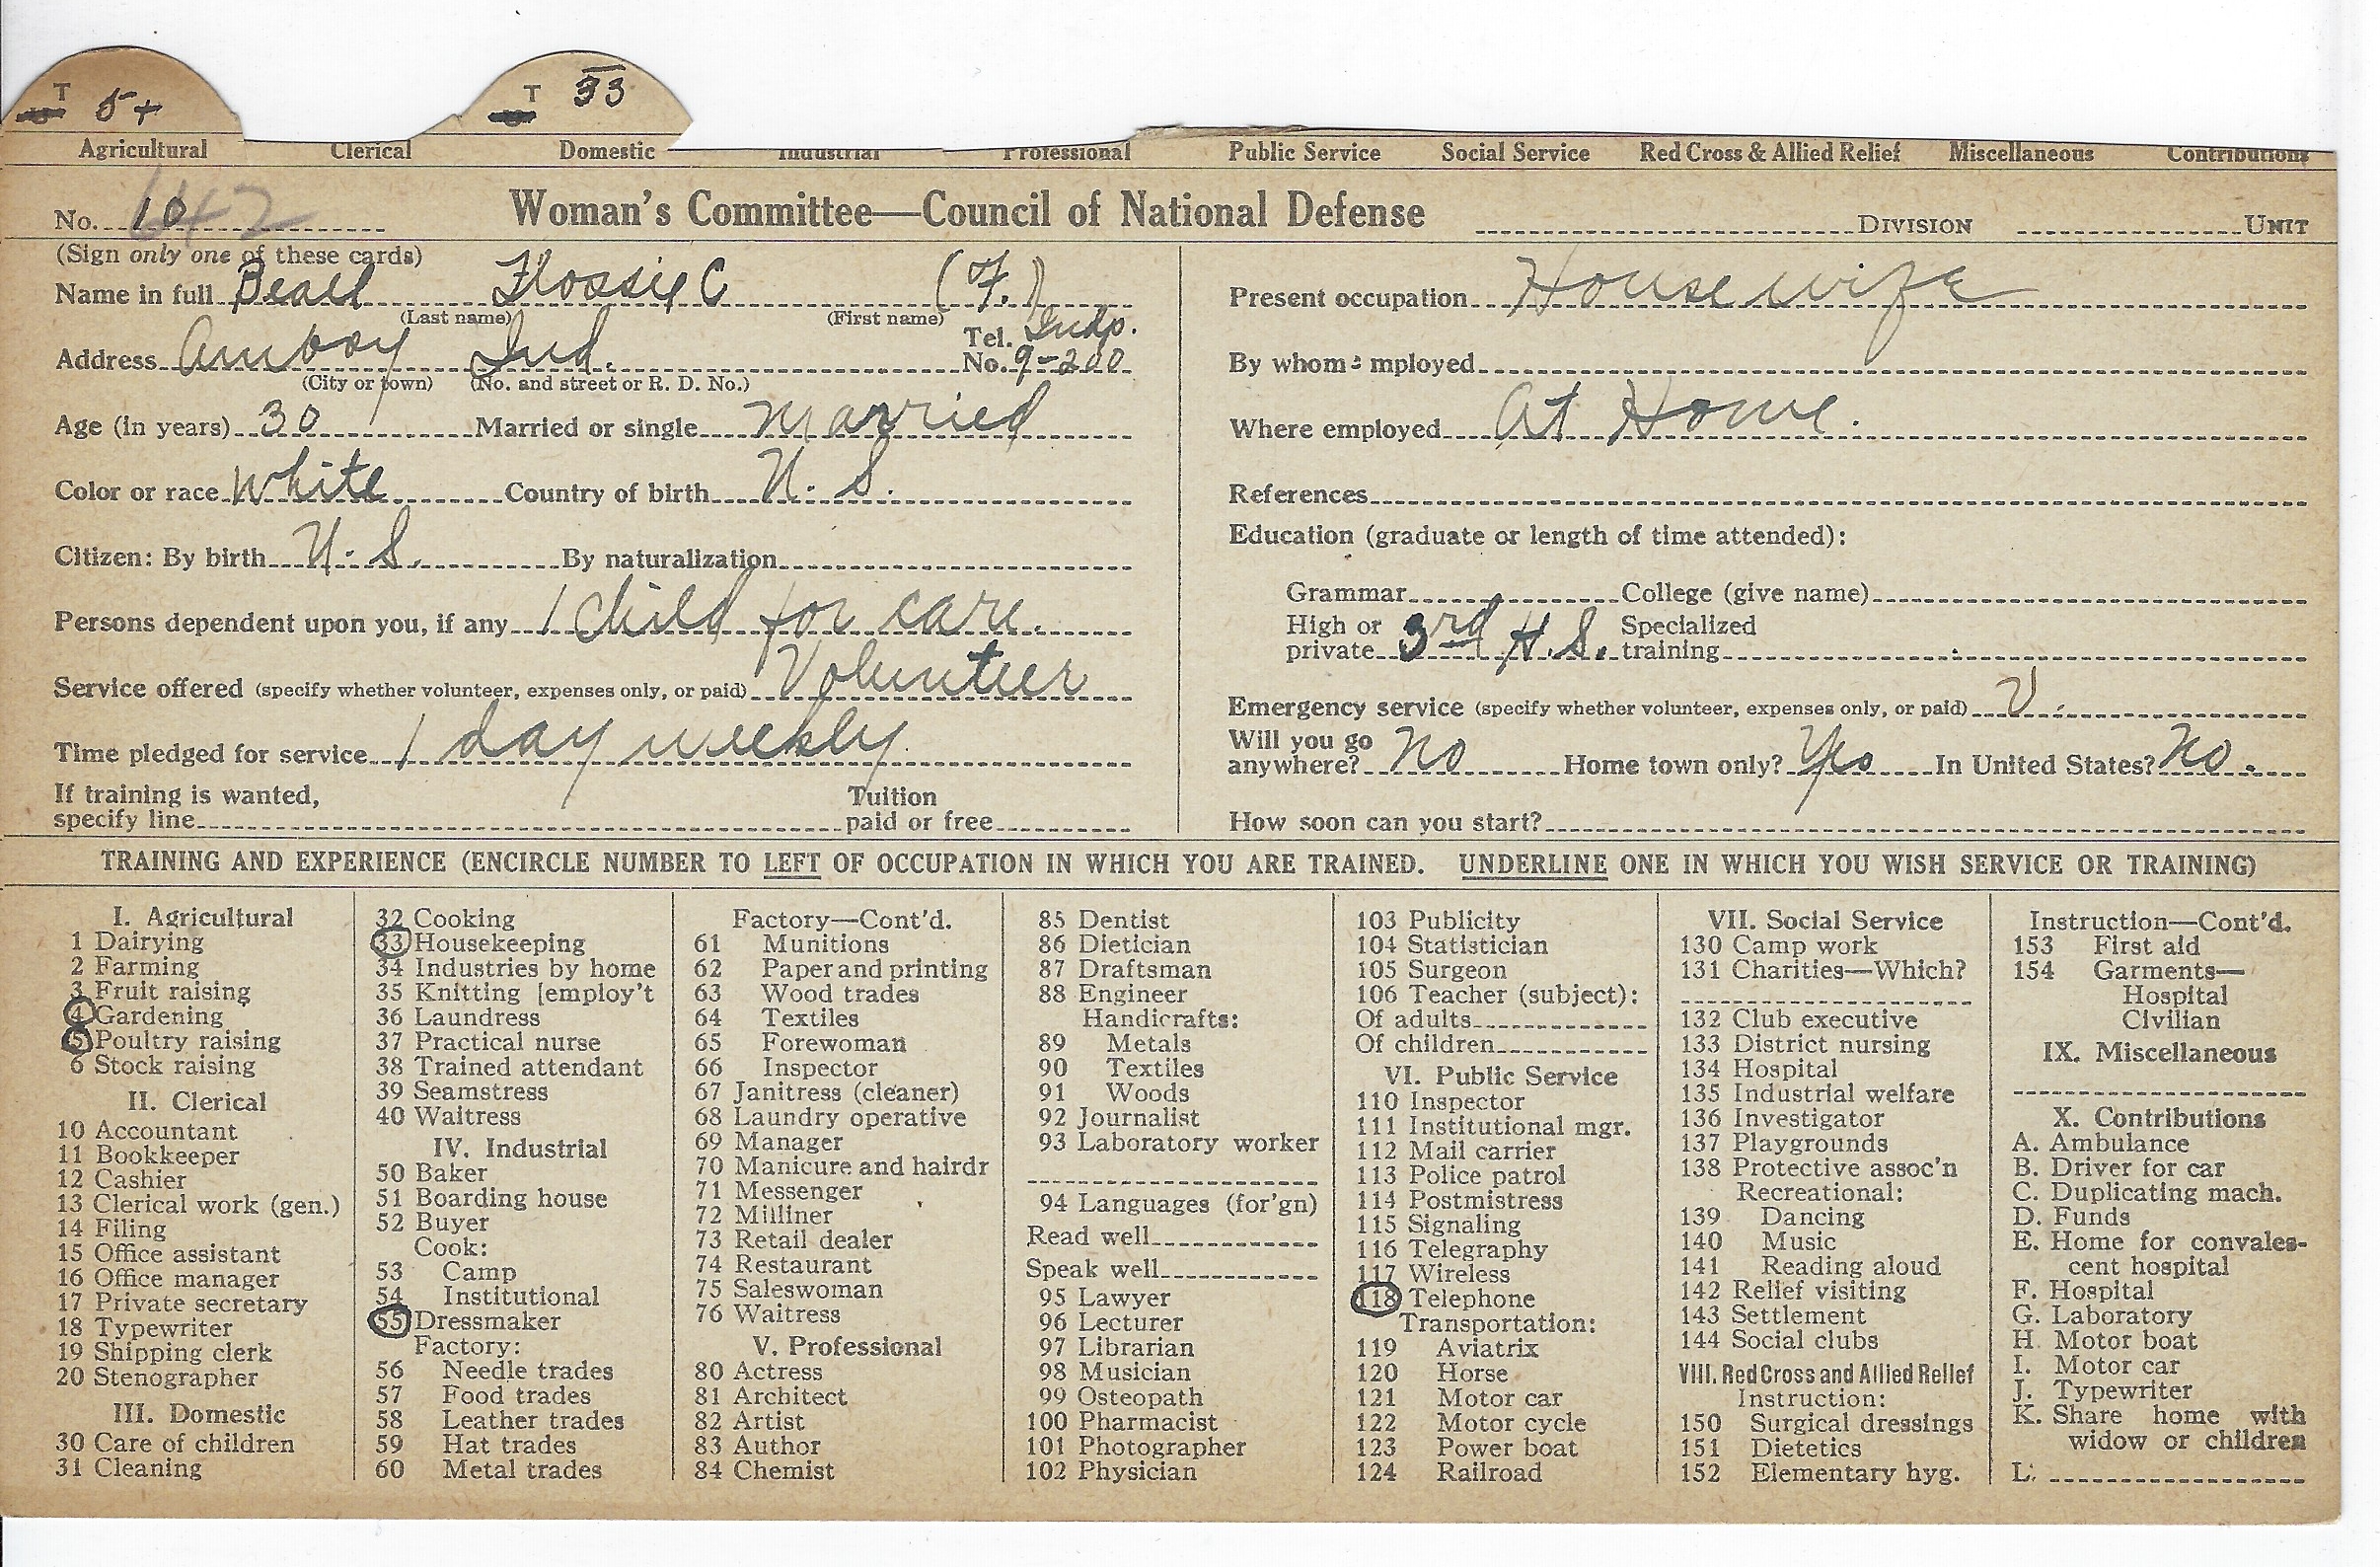 T 5+ T 33
Agricultural Clerical Domestic Industrial Professional Public Service Social Service Red Cross & Allied Relief Miscellaneous Contributions
No. 10 642 Woman's Committee—Council of National Defense DIVISION UNIT
(Sign only one of these cards)
Name in full Beall Flossie C (F.)
(Last name) (First name)
Address Amboy Ind. Tel. No. Indp. 9-200
(City or town) (No. and street or R. D. No.)
Age (in years) 30 Married or single Married
Color or race White Country of birth U. S.
Citizen: By birth U. S. By naturalization
Persons dependent upon you, if any 1 child for care.
Service offered (specify whether volunteer, expenses only, or paid) Volunteer
Time pledged for service 1 day weekly
If training is wanted, Tuition
specify line paid or free
Present occupation Housewife
By whom employed
Where employed At Home.
References
Education (graduate or length of time attended):
Grammar College (give name)
High or private 3rd H.S. Specialized training
Emergency service (specify whether volunteer, expenses only, or paid) V.
Will you go anywhere? No Home town only? Yes In United States? No.
How soon can you start?
TRAINING AND EXPERIENCE (ENCIRCLE NUMBER TO LEFT OF OCCUPATION IN WHICH YOU ARE TRAINED. UNDERLINE ONE IN WHICH YOU WISH SERVICE OR TRAINING)
I. Agricultural
1 Dairying
2 Farming
3 Fruit raising
4 Gardening
5 Poultry raising
6 Stock raising
II. Clerical
10 Accountant
11 Bookkeeper
12 Cashier
13 Clerical work (gen.)
14 Filing
15 Office assistant
16 Office manager
17 Private secretary
18 Typewriter
19 Shipping clerk
20 Stenographer
III. Domestic
30 Care of children
31 Cleaning
32 Cooking
33 Housekeeping
34 Industries by home
35 Knitting [employ't
36 Laundress
37 Practical nurse
38 Trained attendant
39 Seamstress
40 Waitress
IV. Industrial
50 Baker
51 Boarding house
52 Buyer
Cook:
53 Camp
54 Institutional
55 Dressmaker
Factory:
56 Needle trades
57 Food trades
58 Leather trades
59 Hat trades
60 Metal trades
Factory—Cont'd.
61 Munitions
62 Paper and printing
63 Wood trades
64 Textiles
65 Forewoman
66 Inspector
67 Janitress (cleaner)
68 Laundry operative
69 Manager
70 Manicure and hairdr
71 Messenger
72 Milliner
73 Retail dealer
74 Restaurant
75 Saleswoman
76 Waitress
V. Professional
80 Actress
81 Architect
82 Artist
83 Author
84 Chemist
85 Dentist
86 Dietician
87 Draftsman
88 Engineer
Handicrafts:
89 Metals
90 Textiles
91 Woods
92 Journalist
93 Laboratory worker
94 Languages (for'gn)
Read well
Speak well
95 Lawyer
96 Lecturer
97 Librarian
98 Musician
99 Osteopath
100 Pharmacist
101 Photographer
102 Physician
103 Publicity
104 Statistician
105 Surgeon
106 Teacher (subject):
Of adults
Of children
VI. Public Service
110 Inspector
111 Institutional mgr.
112 Mail carrier
113 Police patrol
114 Postmistress
115 Signaling
116 Telegraphy
117 Wireless
118 Telephone
Transportation:
119 Aviatrix
120 Horse
121 Motor car
122 Motor cycle
123 Power boat
124 Railroad
VII. Social Service
130 Camp work
131 Charities—Which?
132 Club executive
133 District nursing
134 Hospital
135 Industrial welfare
136 Investigator
137 Playgrounds
138 Protective assoc'n
Recreational:
139 Dancing
140 Music
141 Reading aloud
142 Relief visiting
143 Settlement
144 Social clubs
VIII. Red Cross and Allied Relief
Instruction:
150 Surgical dressings
151 Dietetics
152 Elementary hyg.
Instruction—Cont'd.
153 First aid
154 Garments—
Hospital
Civilian
IX. Miscellaneous
X. Contributions
A. Ambulance
B. Driver for car
C. Duplicating mach.
D. Funds
E. Home for convales-
cent hospital
F. Hospital
G. Laboratory
H. Motor boat
I. Motor car
J. Typewriter
K. Share home with
widow or children
L.